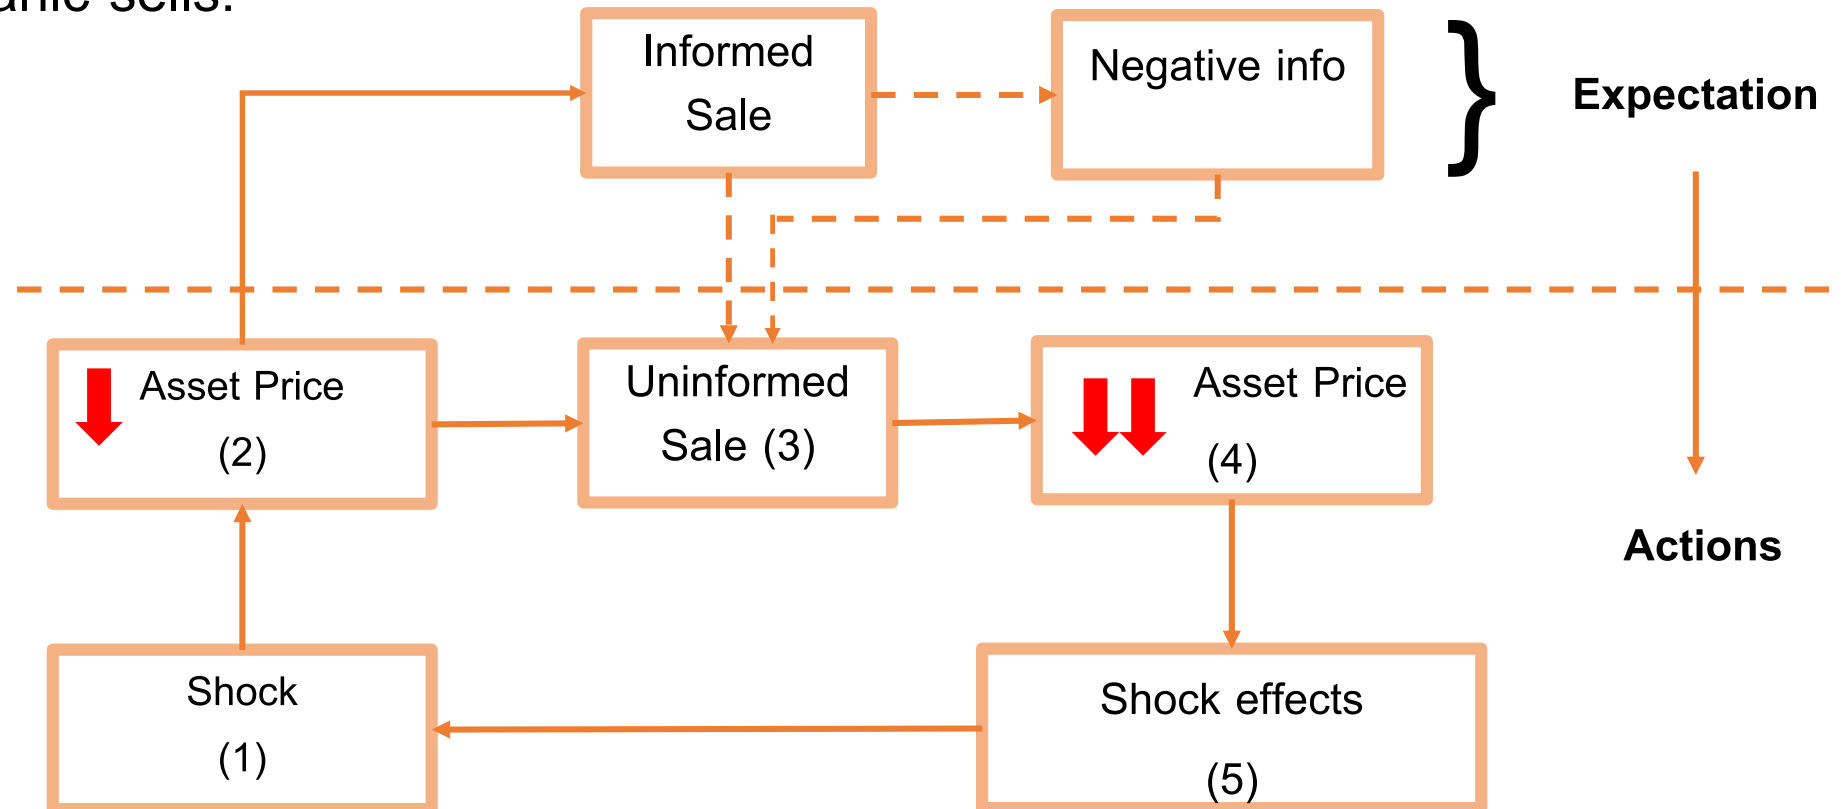 sells.
Informed
Sale
Negative info
}
Expectation
Asset Price
(2)
Uninformed
Sale (3)
Asset Price
(4)
Actions
Shock
(1)
Shock effects
(5)